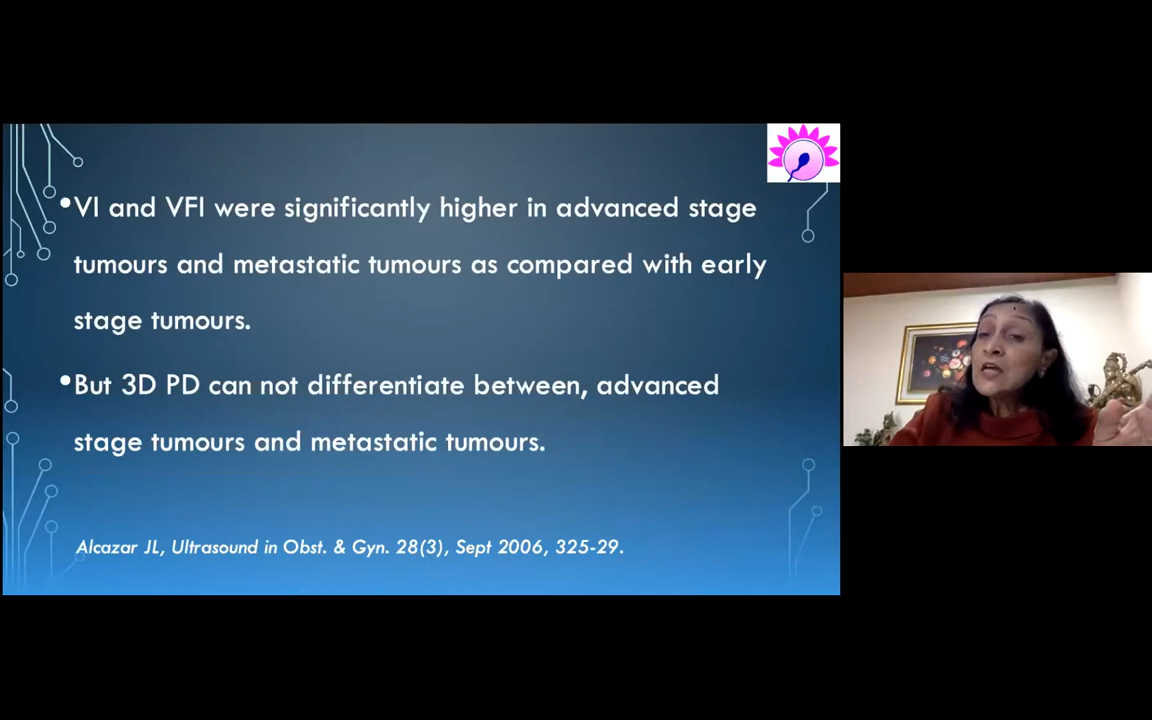 •VI and VFI were significantly higher in advanced stage
tumours and metastatic tumours as compared with early
stage tumours.
•But 3D PD can not differentiate between, advanced
stage tumours and metastatic tumours.
Alcazar JL, Ultrasound in Obst. & Gyn. 28(3), Sept 2006, 325-29.